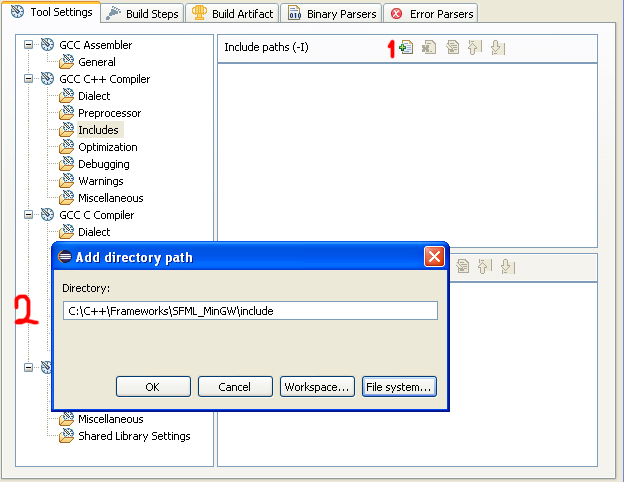 Tool Settings
Build Steps
Build Artifact
010
Binary Parsers
Error Parsers
GCC Assembler
General
GCC C++ Compiler
Dialect
Preprocessor
Includes
Optimization
Debugging
Warnings
Miscellaneous
GCC C Compiler
Dialect
Include paths (-I)
1
2
Add directory path
Directory:
C:\C++\Frameworks\SFML_MinGW\include
OK
Cancel
Workspace...
File system...
Miscellaneous
Shared Library Settings